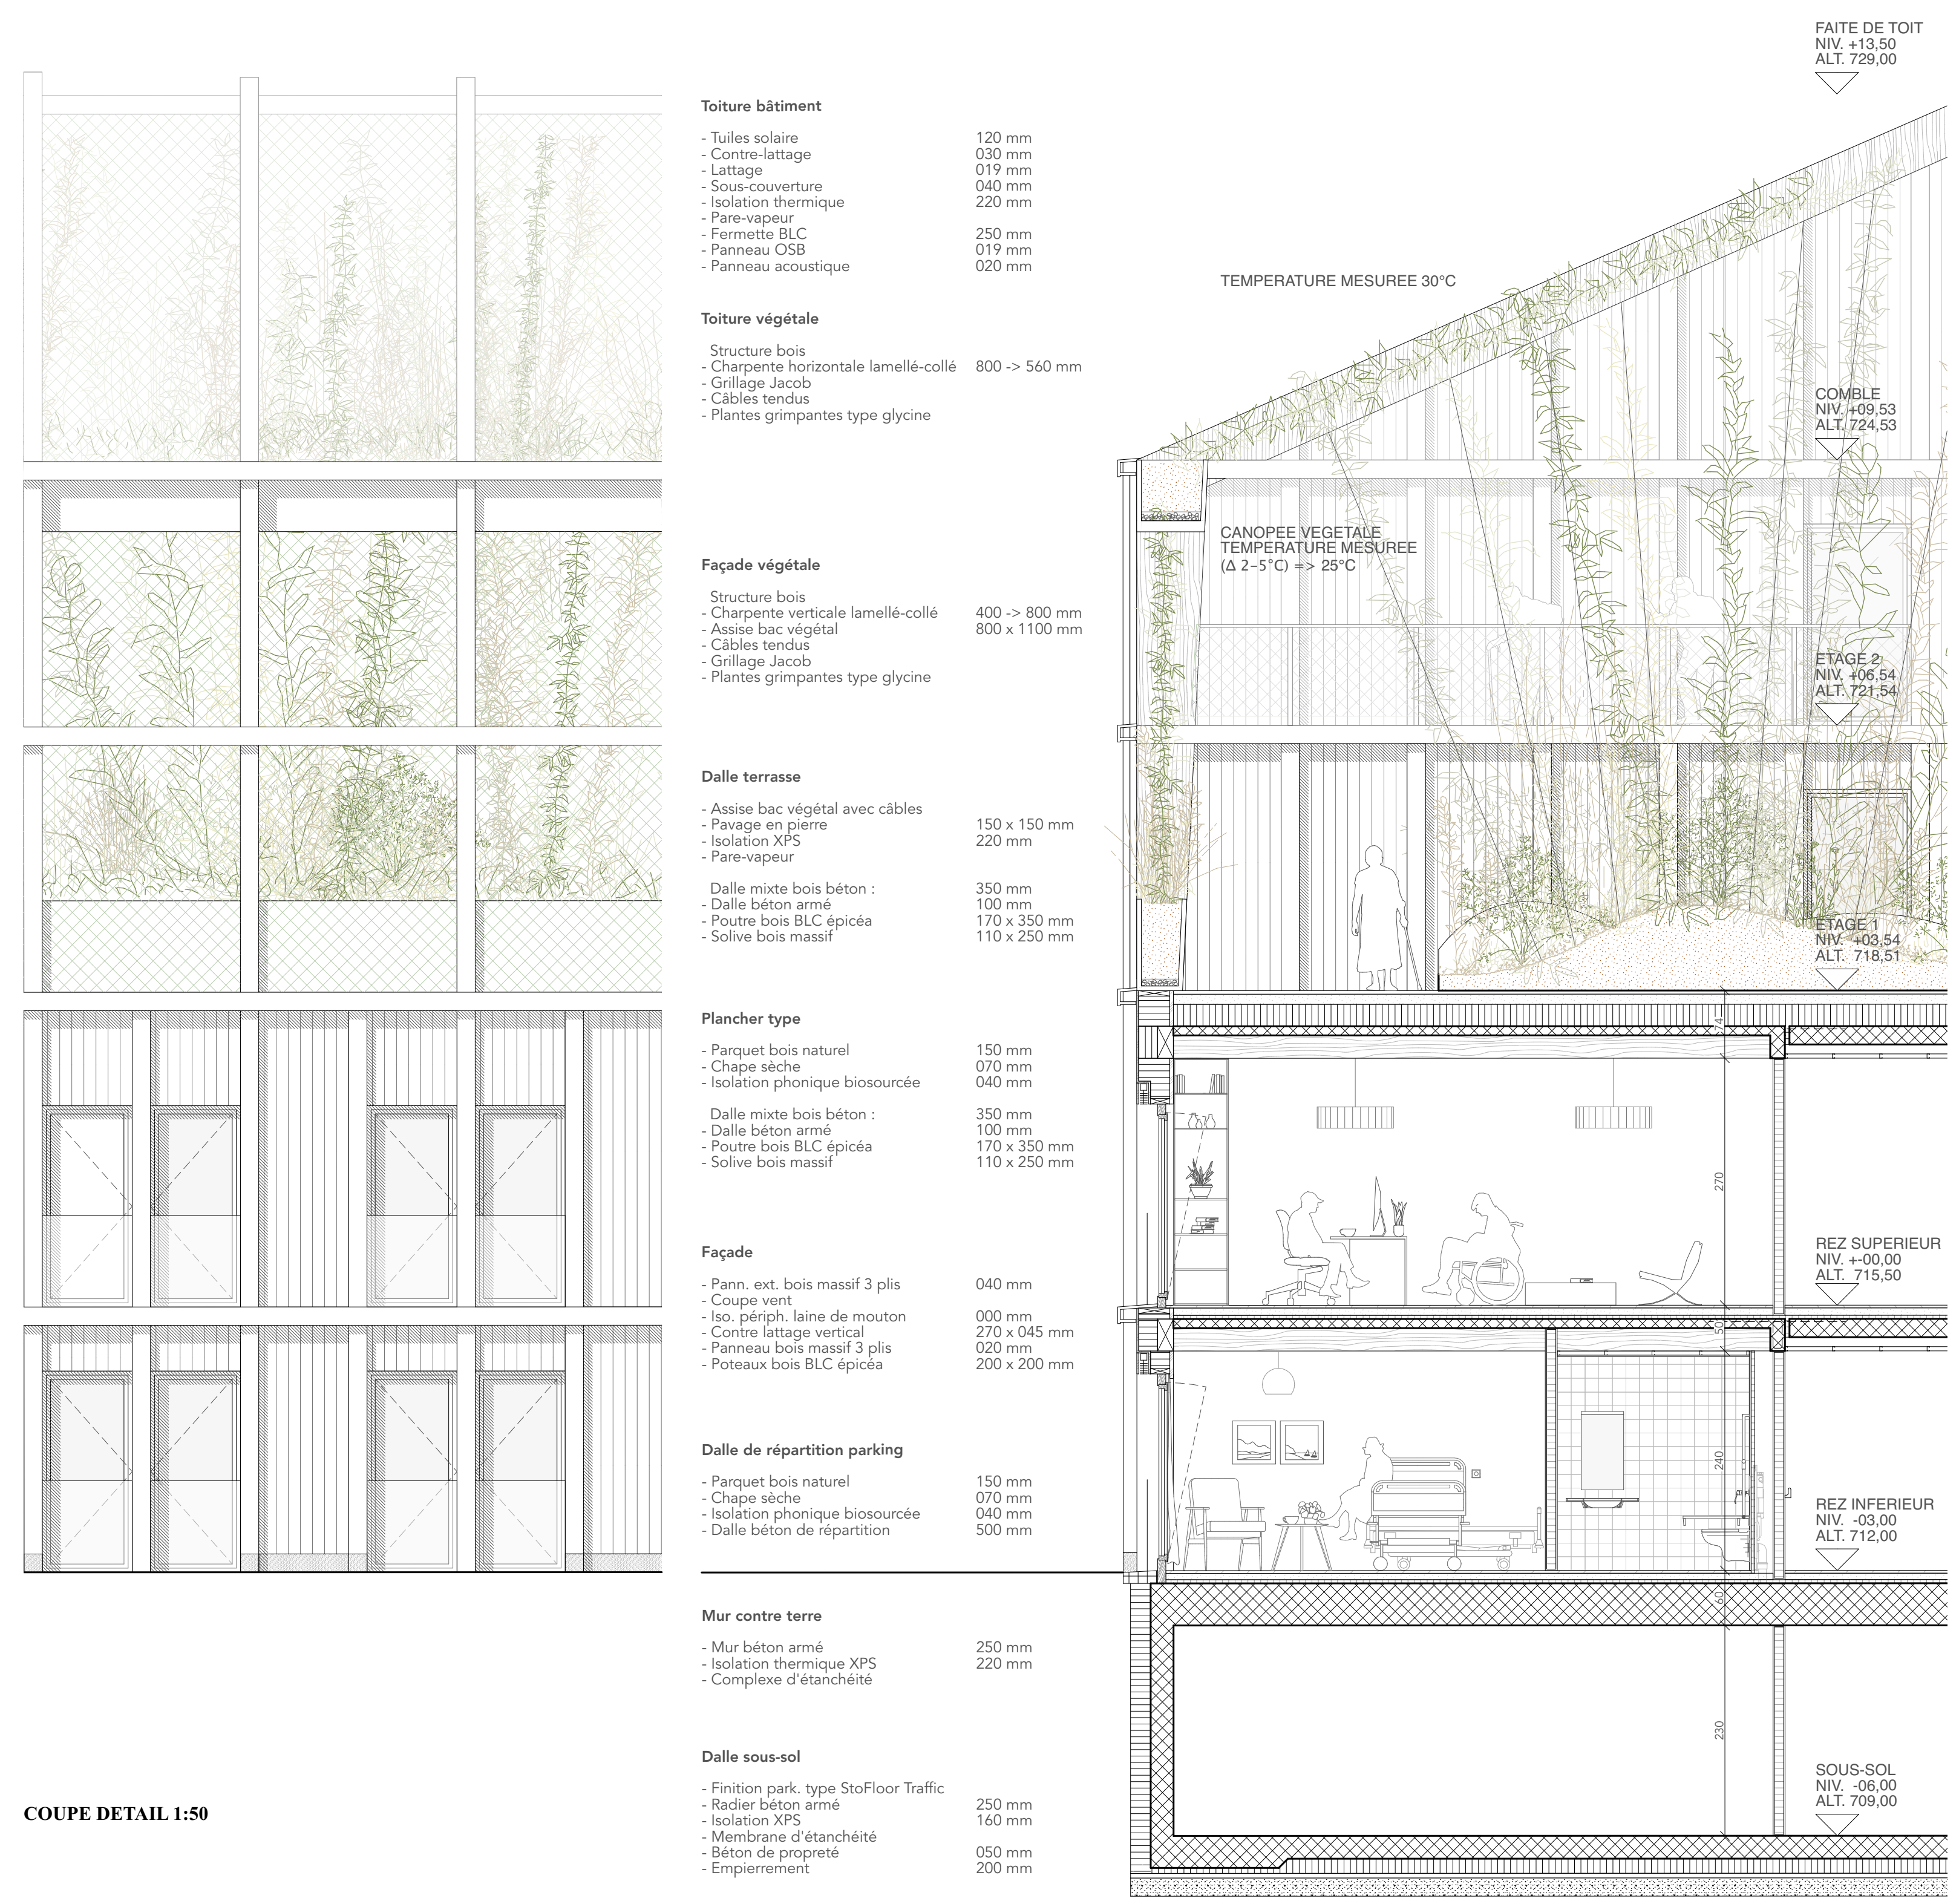 Toiture bâtiment
- Tuiles solaire 120 mm
- Contre-lattage 030 mm
- Lattage 019 mm
- Sous-couverture 040 mm
- Isolation thermique 220 mm
- Pare-vapeur
- Fermette BLC 250 mm
- Panneau OSB 019 mm
- Panneau acoustique 020 mm
Toiture végétale
Structure bois
- Charpente horizontale lamellé-collé 800 -> 560 mm
- Grillage Jacob
- Câbles tendus
- Plantes grimpantes type glycine
Façade végétale
Structure bois
- Charpente verticale lamellé-collé 400 -> 800 mm
- Assise bac végétal 800 x 1100 mm
- Câbles tendus
- Grillage Jacob
- Plantes grimpantes type glycine
Dalle terrasse
- Assise bac végétal avec câbles
- Pavage en pierre 150 x 150 mm
- Isolation XPS 220 mm
- Pare-vapeur
Dalle mixte bois béton : 350 mm
- Dalle béton armé 100 mm
- Poutre bois BLC épicéa 170 x 350 mm
- Solive bois massif 110 x 250 mm
Plancher type
- Parquet bois naturel 150 mm
- Chape sèche 070 mm
- Isolation phonique biosourcée 040 mm
Dalle mixte bois béton : 350 mm
- Dalle béton armé 100 mm
- Poutre bois BLC épicéa 170 x 350 mm
- Solive bois massif 110 x 250 mm
Façade
- Pann. ext. bois massif 3 plis 040 mm
- Coupe vent
- Iso. périph. laine de mouton 000 mm
- Contre lattage vertical 270 x 045 mm
- Panneau bois massif 3 plis 020 mm
- Poteaux bois BLC épicéa 200 x 200 mm
Dalle de répartition parking
- Parquet bois naturel 150 mm
- Chape sèche 070 mm
- Isolation phonique biosourcée 040 mm
- Dalle béton de répartition 500 mm
Mur contre terre
- Mur béton armé 250 mm
- Isolation thermique XPS 220 mm
- Complexe d'étanchéité
Dalle sous-sol
- Finition park. type StoFloor Traffic
- Radier béton armé 250 mm
- Isolation XPS 160 mm
- Membrane d'étanchéité
- Béton de propreté 050 mm
- Empierrement 200 mm
COUPE DETAIL 1:50
FAITE DE TOIT
NIV. +13,50
ALT. 729,00
TEMPERATURE MESUREE 30°C
COMBLE
NIV. +09,53
ALT. 724,53
CANOPEE VEGETALE
TEMPERATURE MESUREE
(Δ 2-5°C) => 25°C
ETAGE 2
NIV. +06,54
ALT. 721,54
ETAGE 1
NIV. +03,54
ALT. 718,51
74
270
REZ SUPERIEUR
NIV. +-00,00
ALT. 715,50
50
240
REZ INFERIEUR
NIV. -03,00
ALT. 712,00
60
230
SOUS-SOL
NIV. -06,00
ALT. 709,00